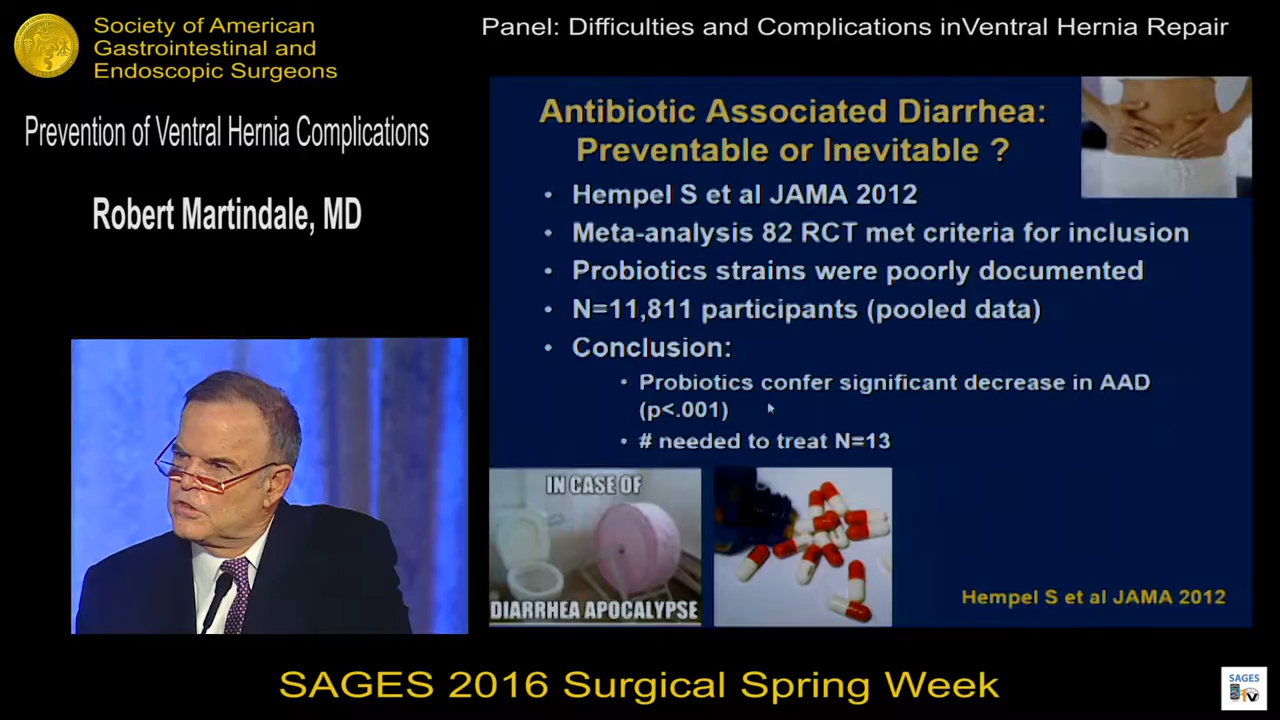 Society of American
Gastrointestinal and
Endoscopic Surgeons
Panel: Difficulties and Complications inVentral Hernia Repair
Prevention of Ventral Hernia Complications
Robert Martindale, MD
Antibiotic Associated Diarrhea:
Preventable or Inevitable ?
• Hempel S et al JAMA 2012
• Meta-analysis 82 RCT met criteria for inclusion
• Probiotics strains were poorly documented
• N=11,811 participants (pooled data)
• Conclusion:
• Probiotics confer significant decrease in AAD
(p<.001)
• # needed to treat N=13
IN CASE OF
DIARRHEA APOCALYPSE
Hempel S et al JAMA 2012
SAGES 2016 Surgical Spring Week
SAGES
TV